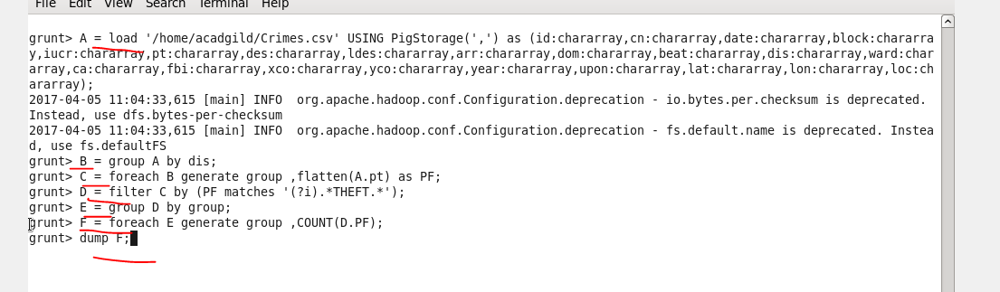 File Edit View Search Terminal Help
grunt> A = load '/home/acadgild/Crimes.csv' USING PigStorage(',') as (id:chararray,cn:chararray,date:chararray,block:chararra
y,iucr:chararray,pt:chararray,des:chararray,ldes:chararray,arr:chararray,dom:chararray,beat:chararray,dis:chararray,ward:char
array,ca:chararray,fbi:chararray,xco:chararray,yco:chararray,year:chararray,upon:chararray,lat:chararray,lon:chararray,loc:ch
ararray);
2017-04-05 11:04:33,615 [main] INFO  org.apache.hadoop.conf.Configuration.deprecation - io.bytes.per.checksum is deprecated.
Instead, use dfs.bytes-per-checksum
2017-04-05 11:04:33,615 [main] INFO  org.apache.hadoop.conf.Configuration.deprecation - fs.default.name is deprecated. Instea
d, use fs.defaultFS
grunt> B = group A by dis;
grunt> C = foreach B generate group ,flatten(A.pt) as PF;
grunt> D = filter C by (PF matches '(?i).*THEFT.*');
grunt> E = group D by group;
grunt> F = foreach E generate group ,COUNT(D.PF);
grunt> dump F;